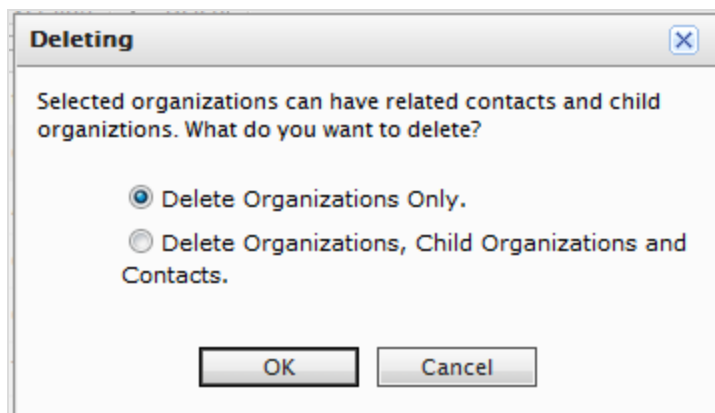 Deleting
Selected organizations can have related contacts and child
organiztions. What do you want to delete?
Delete Organizations Only.
Delete Organizations, Child Organizations and
Contacts.
OK Cancel